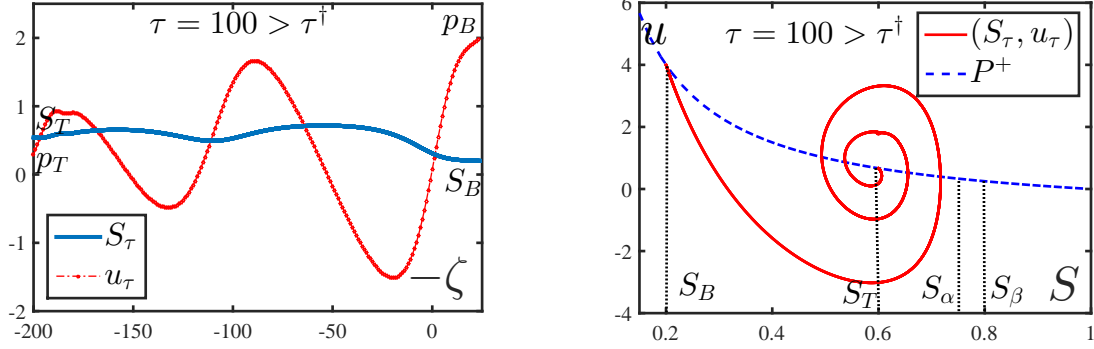 τ = 100 > τ†
p_B
2
1
S_T
0
p_T
S_B
-1
S_τ
u_τ
−ζ
-2
-200
-150
-100
-50
0
6
u
τ = 100 > τ†
(S_τ, u_τ)
P⁺
4
2
0
-2
S_B
S_T
S_α
S_β
S
-4
0.2
0.4
0.6
0.8
1